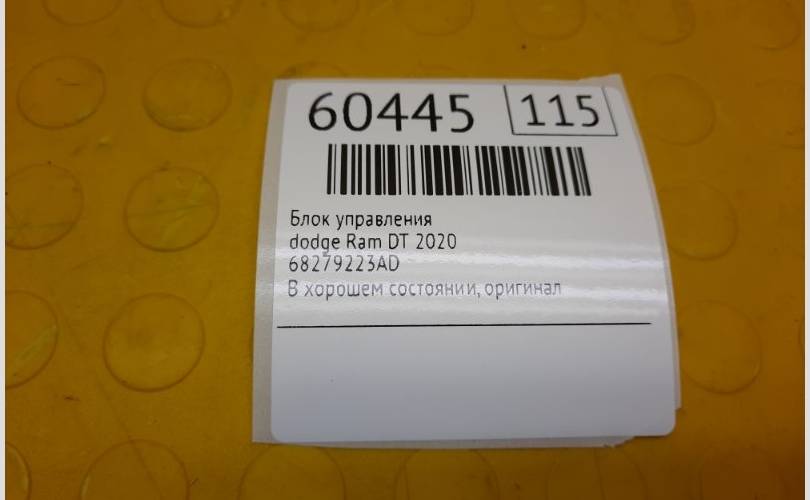 60445 115
Блок управления
dodge Ram DT 2020
68279223AD
В хорошем состоянии, оригинал